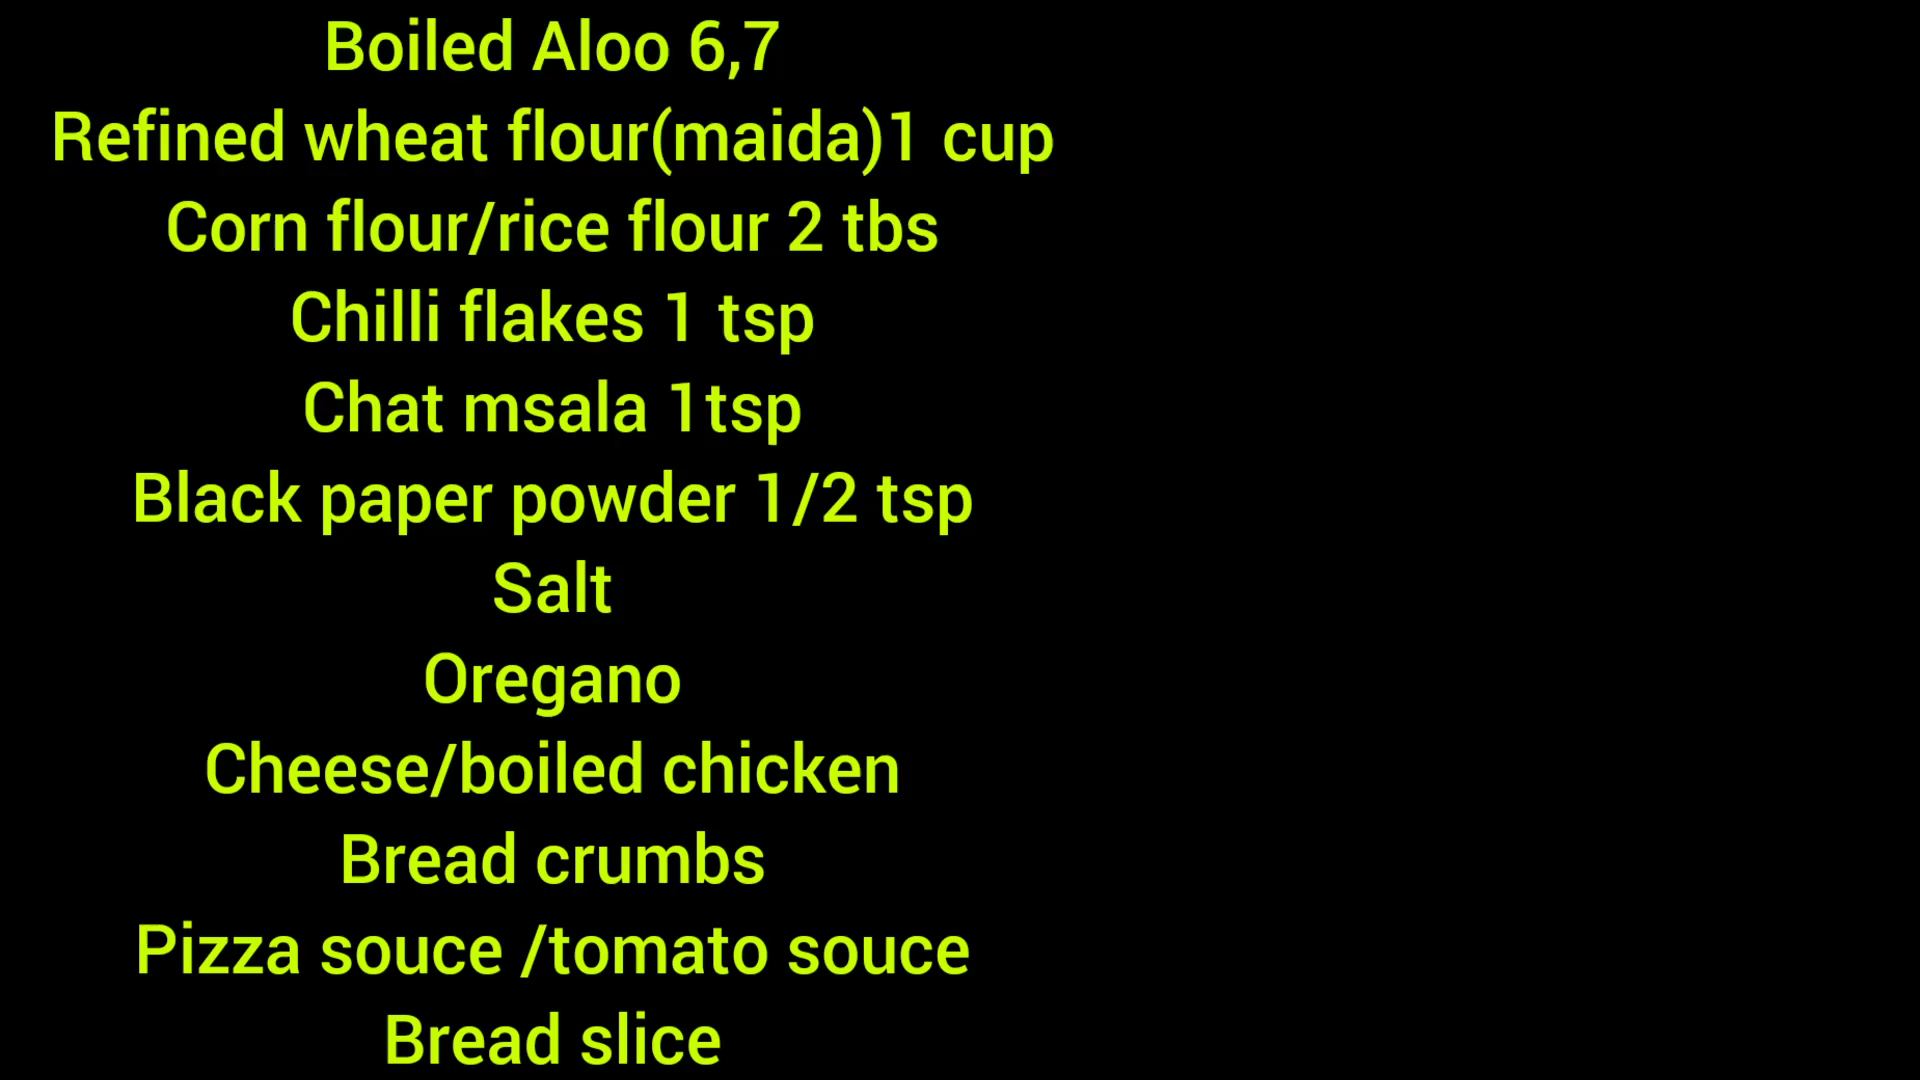 Boiled Aloo 6,7
Refined wheat flour(maida)1 cup
Corn flour/rice flour 2 tbs
Chilli flakes 1 tsp
Chat msala 1tsp
Black paper powder 1/2 tsp
Salt
Oregano
Cheese/boiled chicken
Bread crumbs
Pizza souce /tomato souce
Bread slice